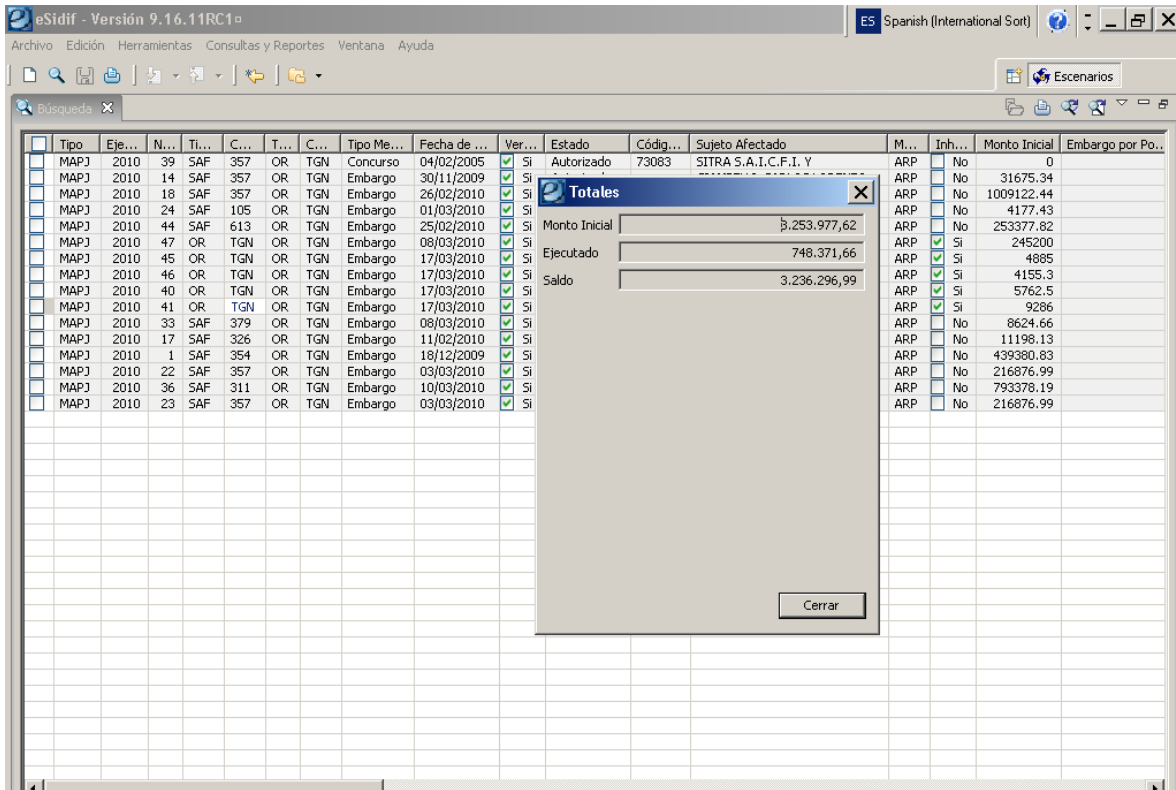 eSidif - Versión 9.16.11RC1
ES Spanish (International Sort)
Archivo Edición Herramientas Consultas y Reportes Ventana Ayuda
Escenarios
Búsqueda
Tipo Eje... N... Ti... C... T... C... Tipo Me... Fecha de ... Ver... Estado Códig... Sujeto Afectado M... Inh... Monto Inicial Embargo por Po...
MAPJ 2010 39 SAF 357 OR TGN Concurso 04/02/2005 Si Autorizado 73083 SITRA S.A.I.C.F.I. Y ARP No 0
MAPJ 2010 14 SAF 357 OR TGN Embargo 30/11/2009 Si ARP No 31675.34
MAPJ 2010 18 SAF 357 OR TGN Embargo 26/02/2010 Si ARP No 1009122.44
MAPJ 2010 24 SAF 105 OR TGN Embargo 01/03/2010 Si ARP No 4177.43
MAPJ 2010 44 SAF 613 OR TGN Embargo 25/02/2010 Si ARP No 253377.82
MAPJ 2010 47 OR TGN OR TGN Embargo 08/03/2010 Si ARP Si 245200
MAPJ 2010 45 OR TGN OR TGN Embargo 17/03/2010 Si ARP Si 4885
MAPJ 2010 46 OR TGN OR TGN Embargo 17/03/2010 Si ARP Si 4155.3
MAPJ 2010 40 OR TGN OR TGN Embargo 17/03/2010 Si ARP Si 5762.5
MAPJ 2010 41 OR TGN OR TGN Embargo 17/03/2010 Si ARP Si 9286
MAPJ 2010 33 SAF 379 OR TGN Embargo 08/03/2010 Si ARP No 8624.66
MAPJ 2010 17 SAF 326 OR TGN Embargo 11/02/2010 Si ARP No 11198.13
MAPJ 2010 1 SAF 354 OR TGN Embargo 18/12/2009 Si ARP No 439380.83
MAPJ 2010 22 SAF 357 OR TGN Embargo 03/03/2010 Si ARP No 216876.99
MAPJ 2010 36 SAF 311 OR TGN Embargo 10/03/2010 Si ARP No 793378.19
MAPJ 2010 23 SAF 357 OR TGN Embargo 03/03/2010 Si ARP No 216876.99
Totales
Monto Inicial 3.253.977,62
Ejecutado 748.371,66
Saldo 3.236.296,99
Cerrar